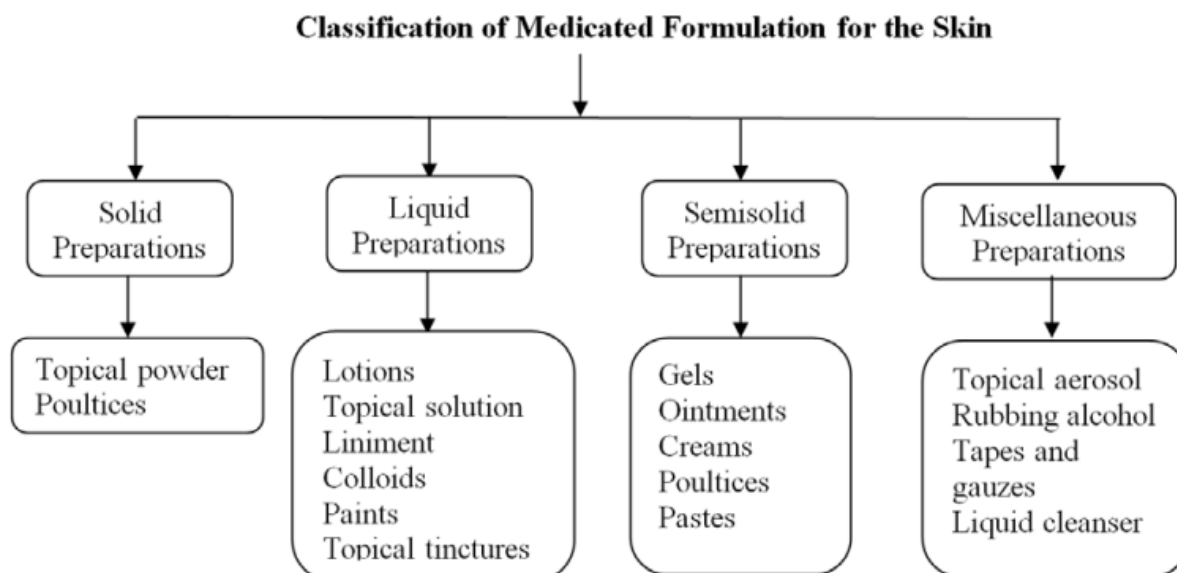 Classification of Medicated Formulation for the Skin
Solid
Preparations
Liquid
Preparations
Semisolid
Preparations
Miscellaneous
Preparations
Topical powder
Poultices
Lotions
Topical solution
Liniment
Colloids
Paints
Topical tinctures
Gels
Ointments
Creams
Poultices
Pastes
Topical aerosol
Rubbing alcohol
Tapes and
gauzes
Liquid cleanser